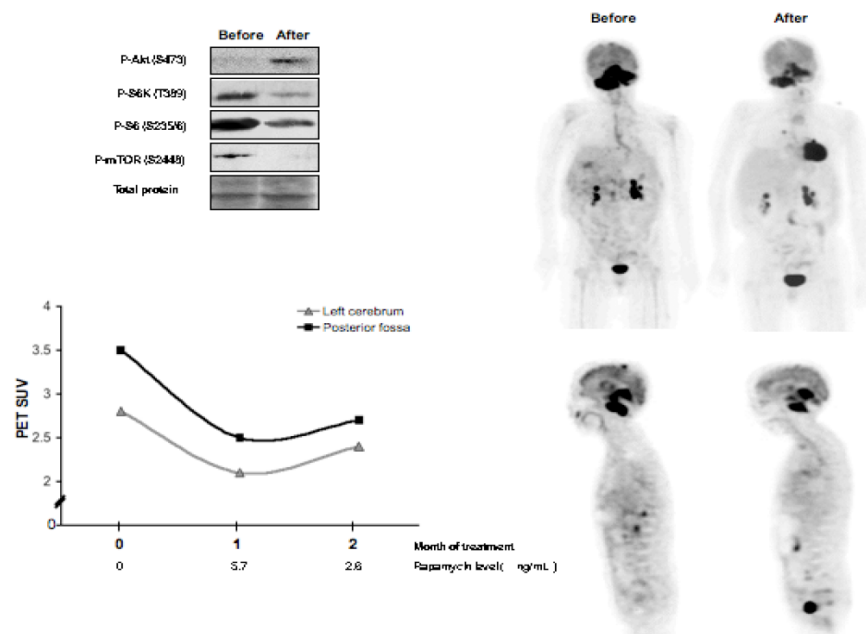 Before After
P-Akt (S473)
P-S6K (T389)
P-S6 (S235/6)
P-mTOR (S2448)
Total protein
Before After
4
3.5
3
2.5
2
0
PET SUV
Left cerebrum
Posterior fossa
0 1 2 Month of treatment
0 5.7 2.6 Rapamycin level ( ng/mL)